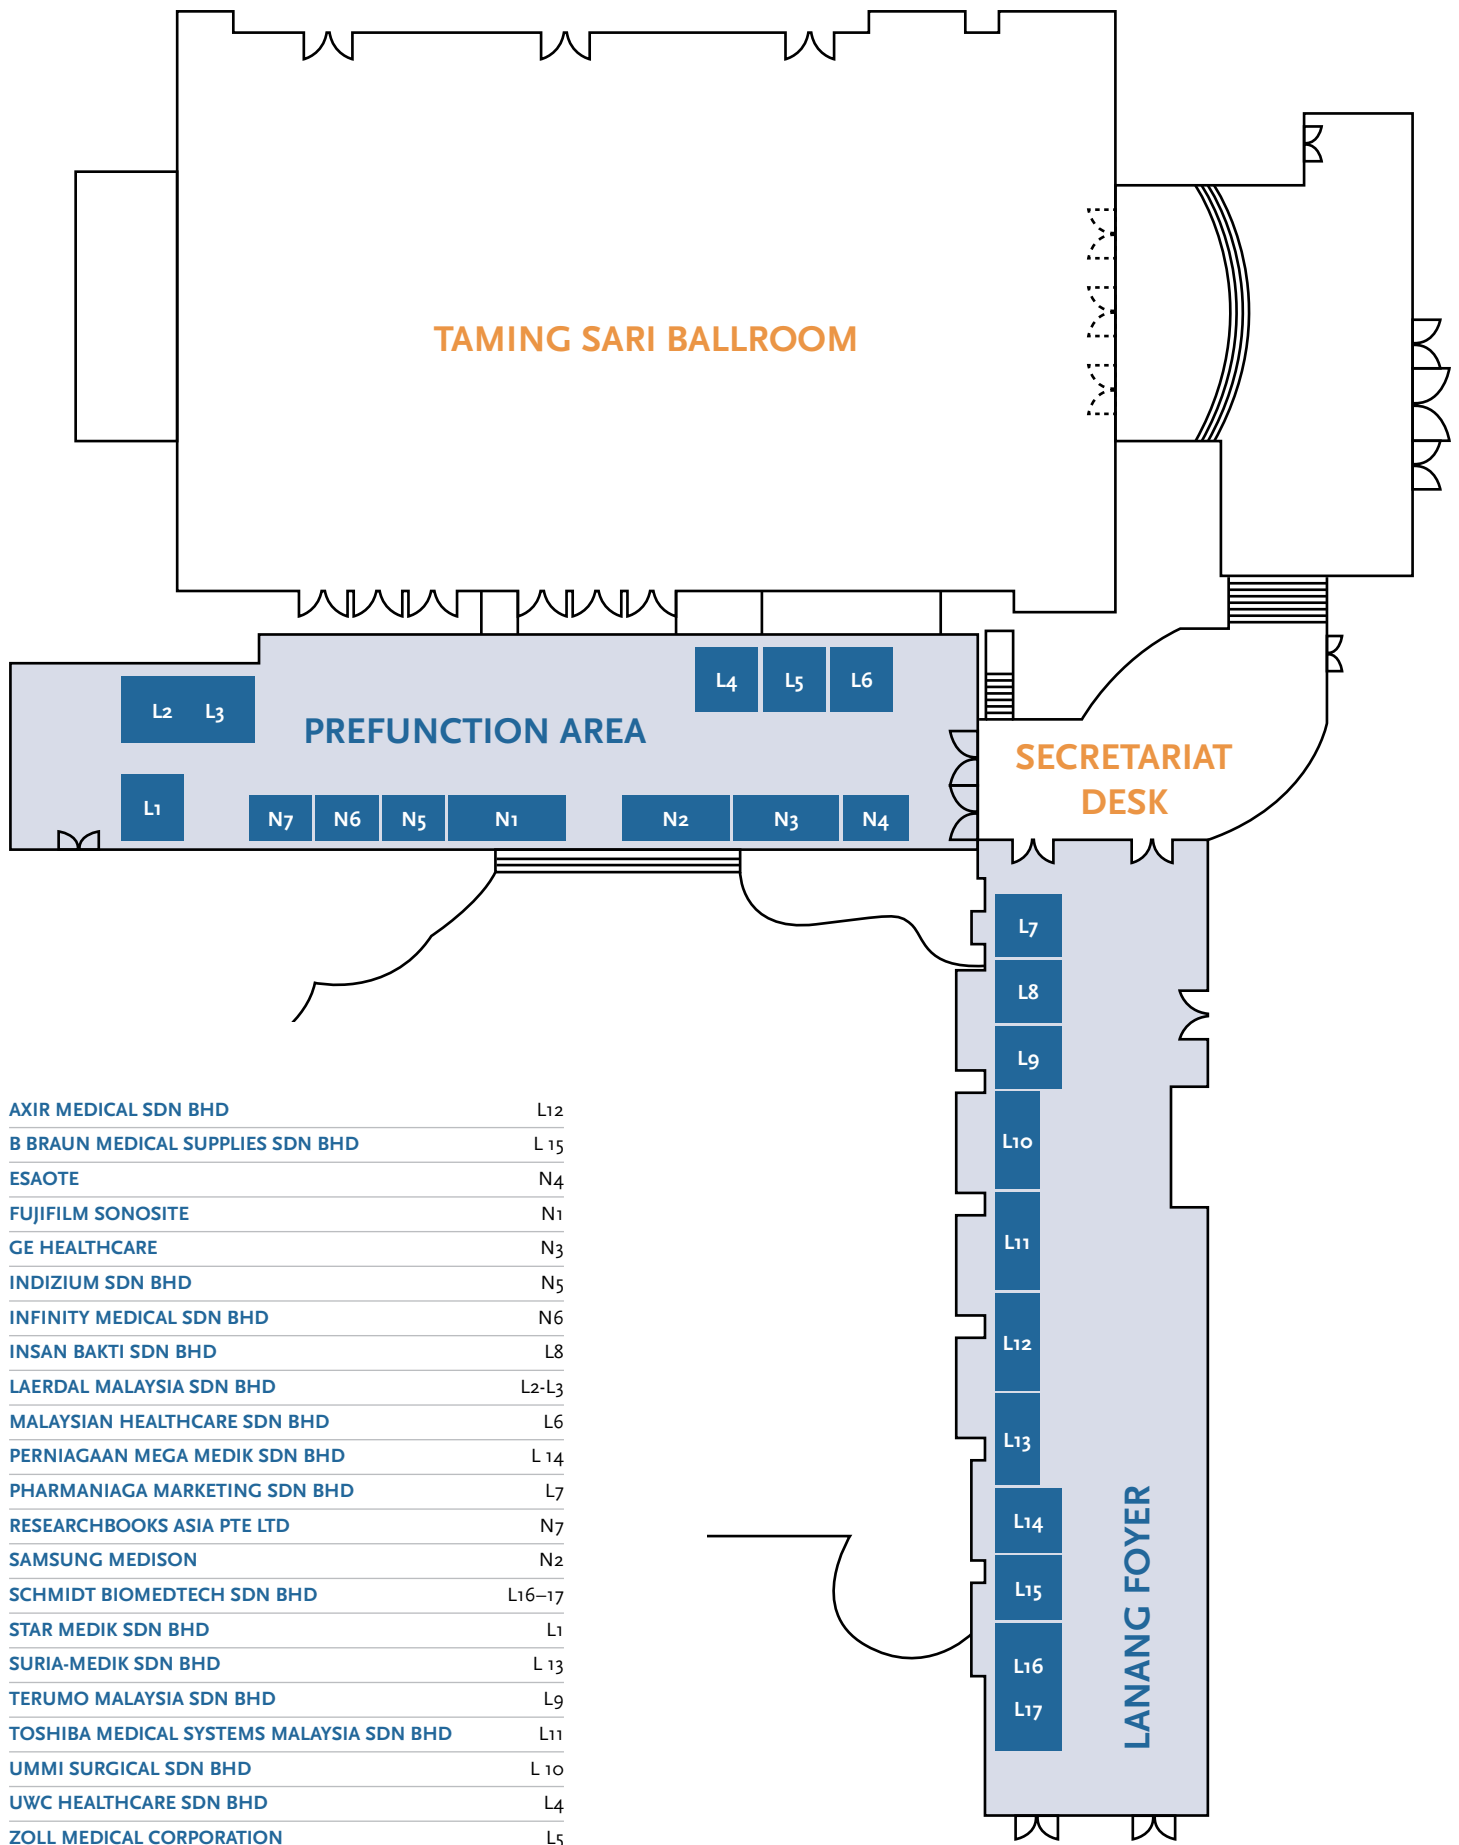 TAMING SARI BALLROOM
L4 L5 L6
L2 L3
PREFUNCTION AREA
SECRETARIAT
DESK
L1
N7 N6 N5 N1 N2 N3 N4
L7
L8
L9
L10
L11
L12
L13
L14
L15
L16
L17
LANANG FOYER
AXIR MEDICAL SDN BHD L12
B BRAUN MEDICAL SUPPLIES SDN BHD L 15
ESAOTE N4
FUJIFILM SONOSITE N1
GE HEALTHCARE N3
INDIZIUM SDN BHD N5
INFINITY MEDICAL SDN BHD N6
INSAN BAKTI SDN BHD L8
LAERDAL MALAYSIA SDN BHD L2-L3
MALAYSIAN HEALTHCARE SDN BHD L6
PERNIAGAAN MEGA MEDIK SDN BHD L 14
PHARMANIAGA MARKETING SDN BHD L7
RESEARCHBOOKS ASIA PTE LTD N7
SAMSUNG MEDISON N2
SCHMIDT BIOMEDTECH SDN BHD L16–17
STAR MEDIK SDN BHD L1
SURIA-MEDIK SDN BHD L 13
TERUMO MALAYSIA SDN BHD L9
TOSHIBA MEDICAL SYSTEMS MALAYSIA SDN BHD L11
UMMI SURGICAL SDN BHD L 10
UWC HEALTHCARE SDN BHD L4
ZOLL MEDICAL CORPORATION L5